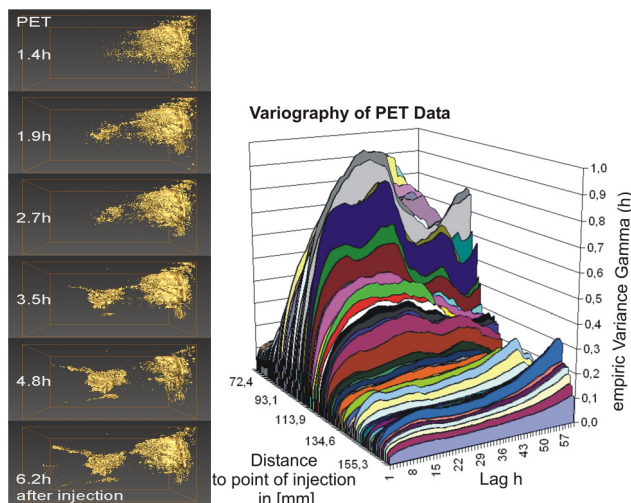 PET
1.4h
1.9h
2.7h
3.5h
4.8h
6.2h
after injection
Variography of PET Data
1,0
0,9
0,8
0,7
0,6
0,5
0,4
0,3
0,2
0,1
0,0
empiric Variance Gamma (h)
72,4
93,1
113,9
134,6
155,3
Distance
to point of injection
in [mm]
1
8
15
22
29
36
43
50
57
Lag h